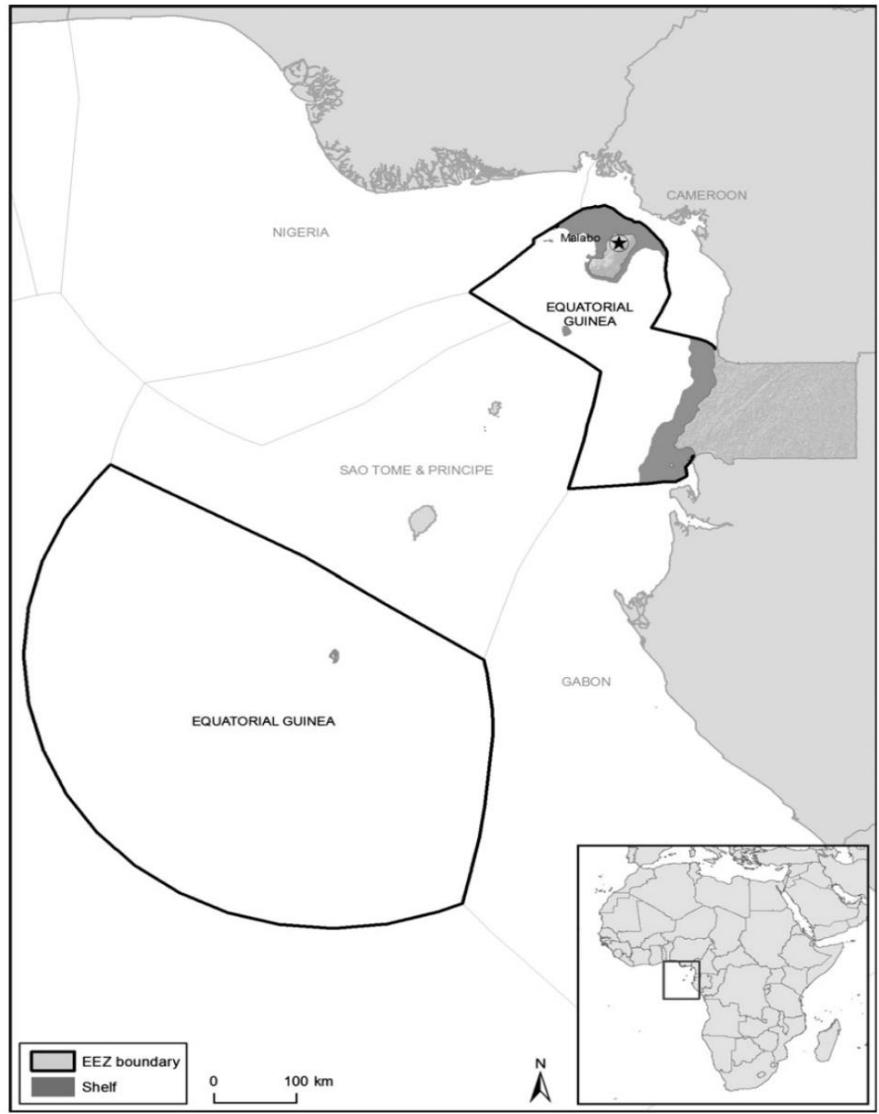 CAMEROON
NIGERIA
Malabo
EQUATORIAL
GUINEA
SAO TOME & PRINCIPE
GABON
EQUATORIAL GUINEA
EEZ boundary
Shelf
0 100 km
N